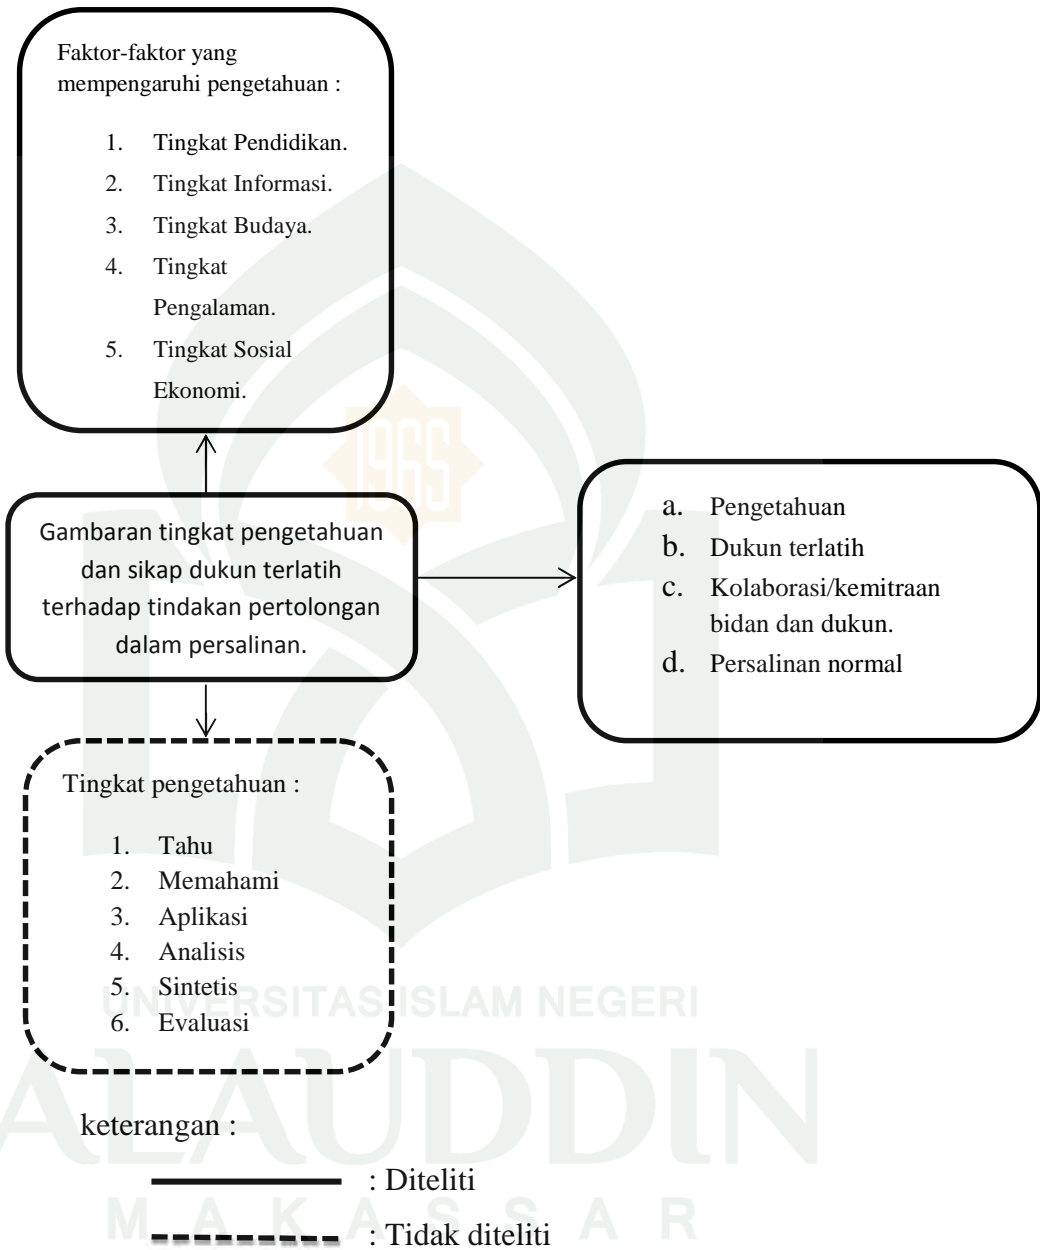 Faktor-faktor yang
mempengaruhi pengetahuan :
1. Tingkat Pendidikan.
2. Tingkat Informasi.
3. Tingkat Budaya.
4. Tingkat
Pengalaman.
5. Tingkat Sosial
Ekonomi.
1965
Gambaran tingkat pengetahuan
dan sikap dukun terlatih
terhadap tindakan pertolongan
dalam persalinan.
a. Pengetahuan
b. Dukun terlatih
c. Kolaborasi/kemitraan
bidan dan dukun.
d. Persalinan normal
Tingkat pengetahuan :
1. Tahu
2. Memahami
3. Aplikasi
4. Analisis
5. Sintetis
6. Evaluasi
UNIVERSITAS ISLAM NEGERI
ALAUDDIN
MAKASSAR
keterangan :
: Diteliti
: Tidak diteliti